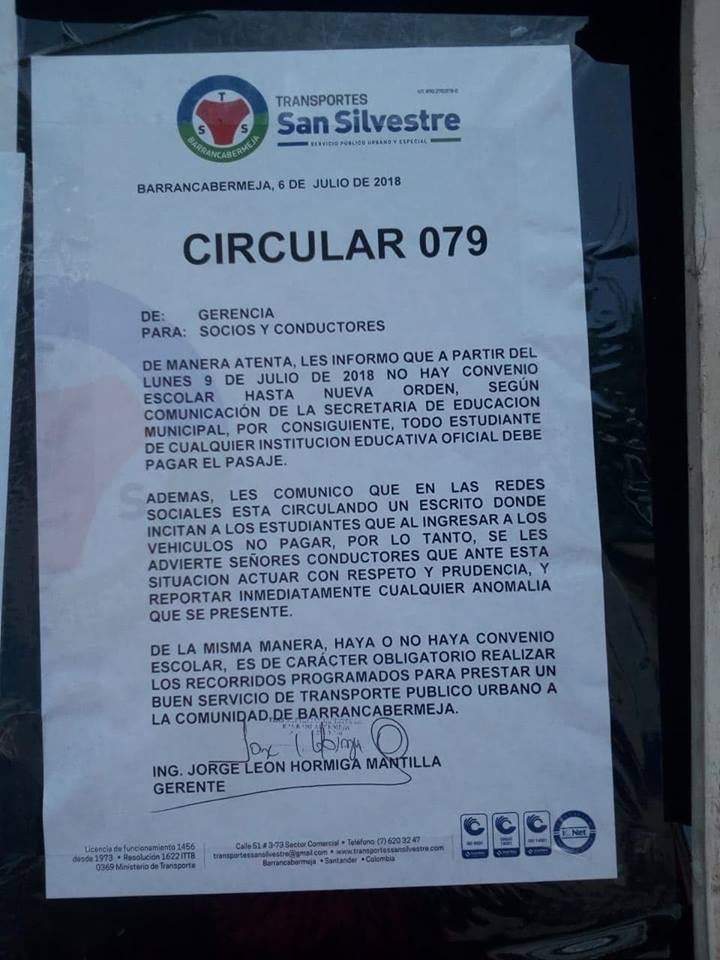 T
S S
BARRANCABERMEJA
TRANSPORTES
San Silvestre
SERVICIO PÚBLICO URBANO Y ESPECIAL
BARRANCABERMEJA, 6 DE JULIO DE 2018
CIRCULAR 079
DE: GERENCIA
PARA: SOCIOS Y CONDUCTORES
DE MANERA ATENTA, LES INFORMO QUE A PARTIR DEL
LUNES 9 DE JULIO DE 2018 NO HAY CONVENIO
ESCOLAR HASTA NUEVA ORDEN, SEGÚN
COMUNICACIÓN DE LA SECRETARIA DE EDUCACION
MUNICIPAL, POR CONSIGUIENTE, TODO ESTUDIANTE
DE CUALQUIER INSTITUCION EDUCATIVA OFICIAL DEBE
PAGAR EL PASAJE.
ADEMAS, LES COMUNICO QUE EN LAS REDES
SOCIALES ESTA CIRCULANDO UN ESCRITO DONDE
INCITAN A LOS ESTUDIANTES QUE AL INGRESAR A LOS
VEHICULOS NO PAGAR, POR LO TANTO, SE LES
ADVIERTE SEÑORES CONDUCTORES QUE ANTE ESTA
SITUACION ACTUAR CON RESPETO Y PRUDENCIA, Y
REPORTAR INMEDIATAMENTE CUALQUIER ANOMALIA
QUE SE PRESENTE.
DE LA MISMA MANERA, HAYA O NO HAYA CONVENIO
ESCOLAR, ES DE CARÁCTER OBLIGATORIO REALIZAR
LOS RECORRIDOS PROGRAMADOS PARA PRESTAR UN
BUEN SERVICIO DE TRANSPORTE PUBLICO URBANO A
LA COMUNIDAD DE BARRANCABERMEJA.
ING. JORGE LEON HORMIGA MANTILLA
GERENTE
Licencia de funcionamiento 1456
desde 1973 • Resolución 1622 ITTB
0369 Ministerio de Transporte
Calle 51 # 3-73 Sector Comercial • Teléfono: (7) 620 32 47
transportessansilvestre@gmail.com • www.transportessansilvestre.com
Barrancabermeja • Santander • Colombia